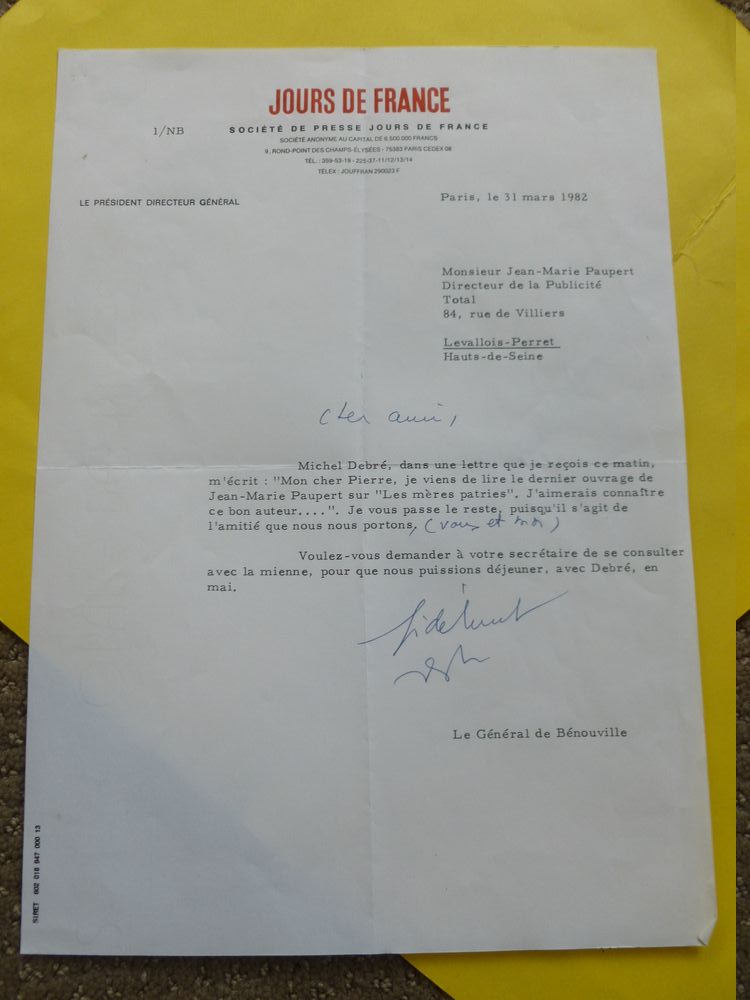 JOURS DE FRANCE
1/NB
SOCIÉTÉ DE PRESSE JOURS DE FRANCE
SOCIÉTÉ ANONYME AU CAPITAL DE 6 500 000 FRANCS
9, ROND-POINT DES CHAMPS-ÉLYSÉES - 75383 PARIS CEDEX 08
TÉL. : 359-53-19 - 225-37-11/12/13/14
TÉLEX : JOUFFRAN 290023 F
LE PRÉSIDENT DIRECTEUR GÉNÉRAL
Paris, le 31 mars 1982
Monsieur Jean-Marie Paupert
Directeur de la Publicité
Total
84, rue de Villiers
Levallois-Perret
Hauts-de-Seine
Cher ami,
Michel Debré, dans une lettre que je reçois ce matin,
m'écrit : "Mon cher Pierre, je viens de lire le dernier ouvrage de
Jean-Marie Paupert sur "Les mères patries". J'aimerais connaître
ce bon auteur....". Je vous passe le reste, puisqu'il s'agit de
l'amitié que nous nous portons, (vous et moi)
Voulez-vous demander à votre secrétaire de se consulter
avec la mienne, pour que nous puissions déjeuner, avec Debré, en
mai.
fidèlement
Le Général de Bénouville
SIRET 602 018 947 000 13